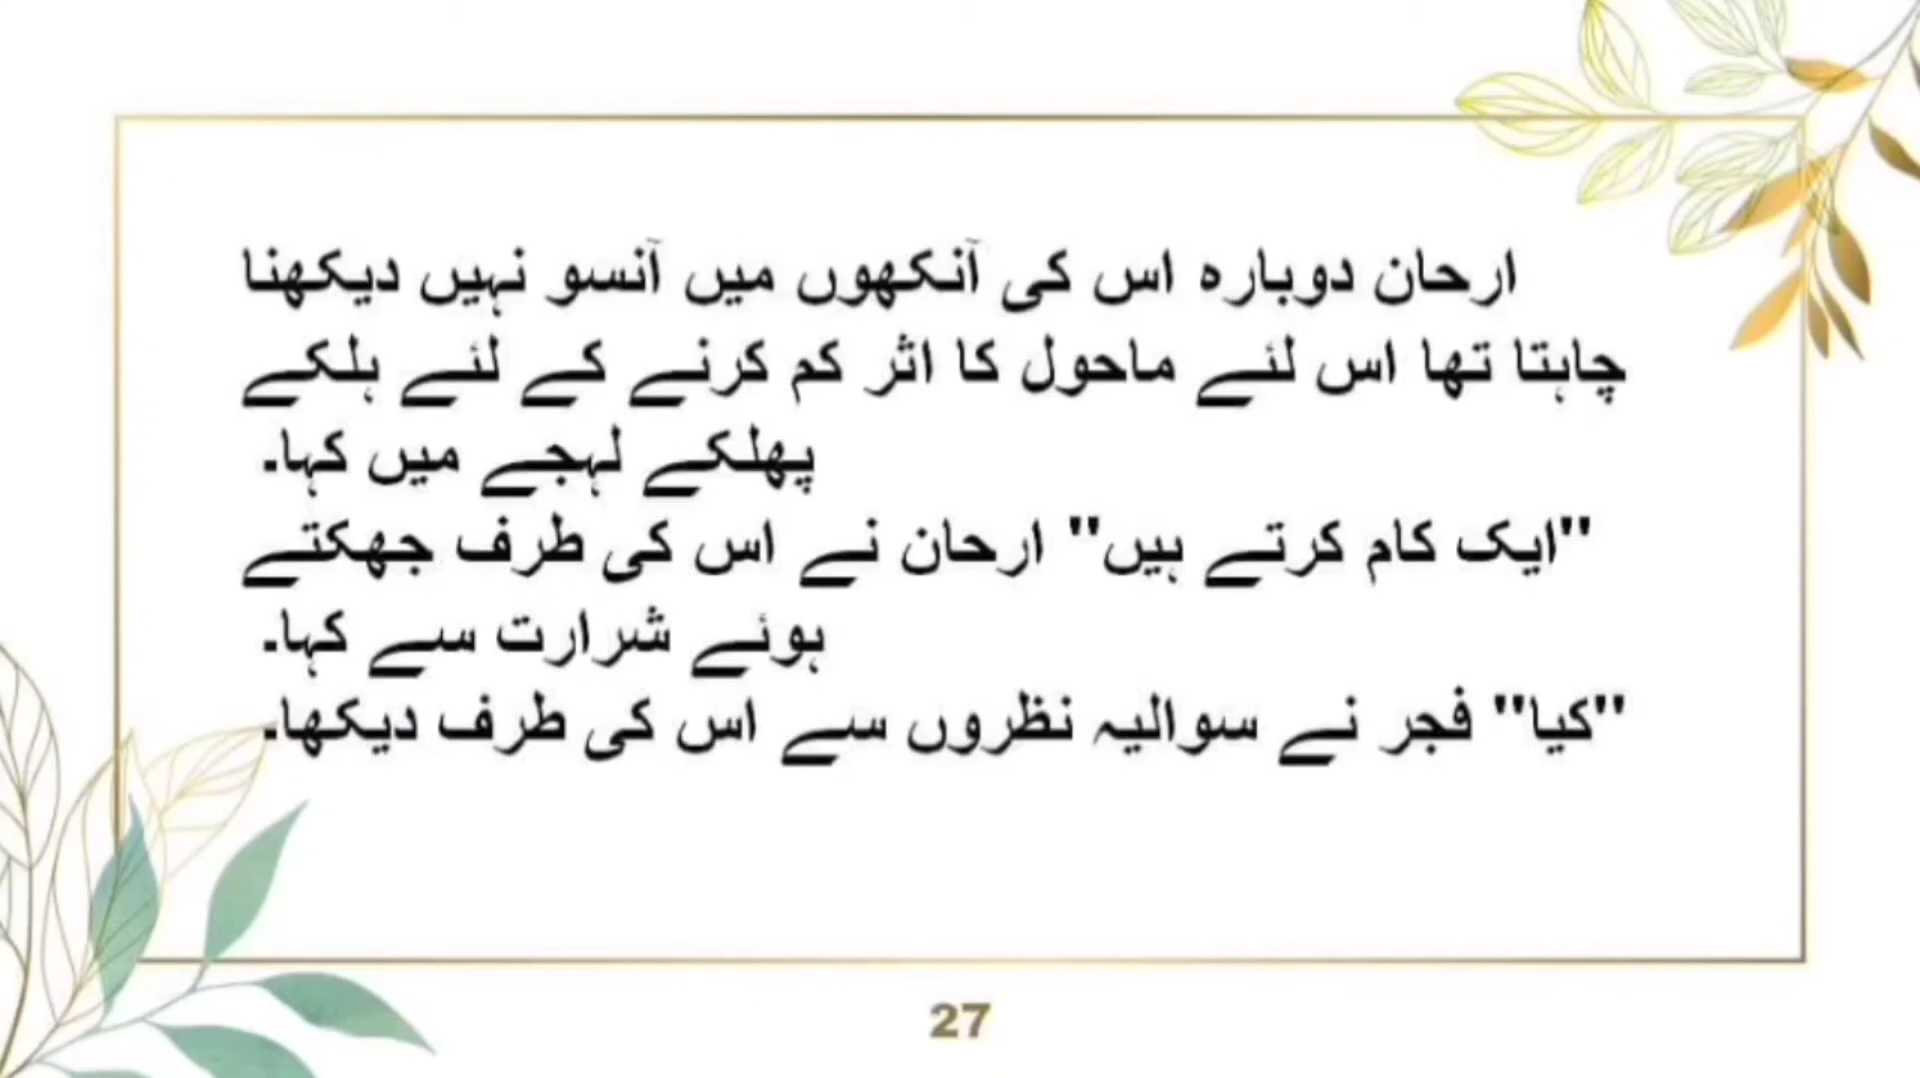 ارحان دوبارہ اس کی آنکھوں میں آنسو نہیں دیکھنا
چاہتا تھا اس لئے ماحول کا اثر کم کرنے کے لئے ہلکے
پھلکے لہجے میں کہا۔
"ایک کام کرتے ہیں" ارحان نے اس کی طرف جھکتے
ہوئے شرارت سے کہا۔
"کیا" فجر نے سوالیہ نظروں سے اس کی طرف دیکھا۔
27